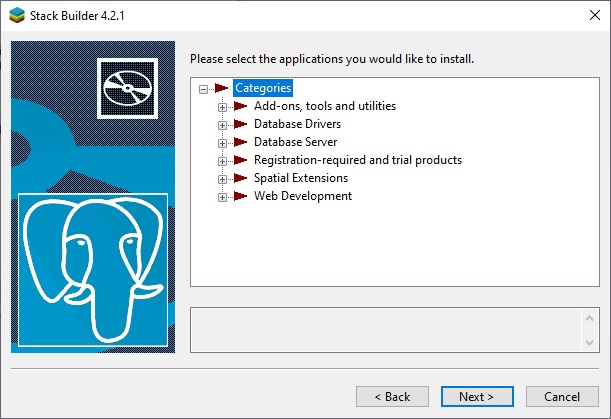 Stack Builder 4.2.1
Please select the applications you would like to install.
Categories
Add-ons, tools and utilities
Database Drivers
Database Server
Registration-required and trial products
Spatial Extensions
Web Development
< Back
Next >
Cancel